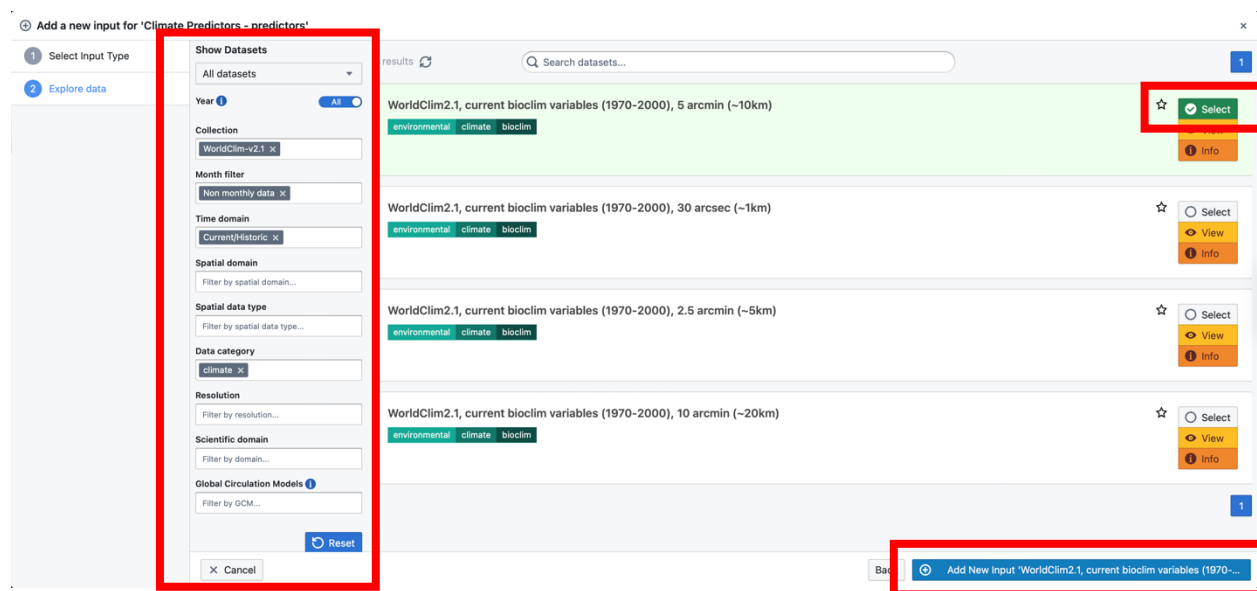 Add a new input for 'Climate Predictors - predictors'
×
1 Select Input Type
2 Explore data
Show Datasets
All datasets
Year
All
Collection
WorldClim-v2.1 ×
Month filter
Non monthly data ×
Time domain
Current/Historic ×
Spatial domain
Filter by spatial domain...
Spatial data type
Filter by spatial data type...
Data category
climate ×
Resolution
Filter by resolution...
Scientific domain
Filter by domain...
Global Circulation Models
Filter by GCM...
Reset
Cancel
results
Search datasets...
1
WorldClim2.1, current bioclim variables (1970-2000), 5 arcmin (~10km)
environmental climate bioclim
Select
Info
WorldClim2.1, current bioclim variables (1970-2000), 30 arcsec (~1km)
environmental climate bioclim
Select
View
Info
WorldClim2.1, current bioclim variables (1970-2000), 2.5 arcmin (~5km)
environmental climate bioclim
Select
View
Info
WorldClim2.1, current bioclim variables (1970-2000), 10 arcmin (~20km)
environmental climate bioclim
Select
View
Info
1
Add New Input 'WorldClim2.1, current bioclim variables (1970-...